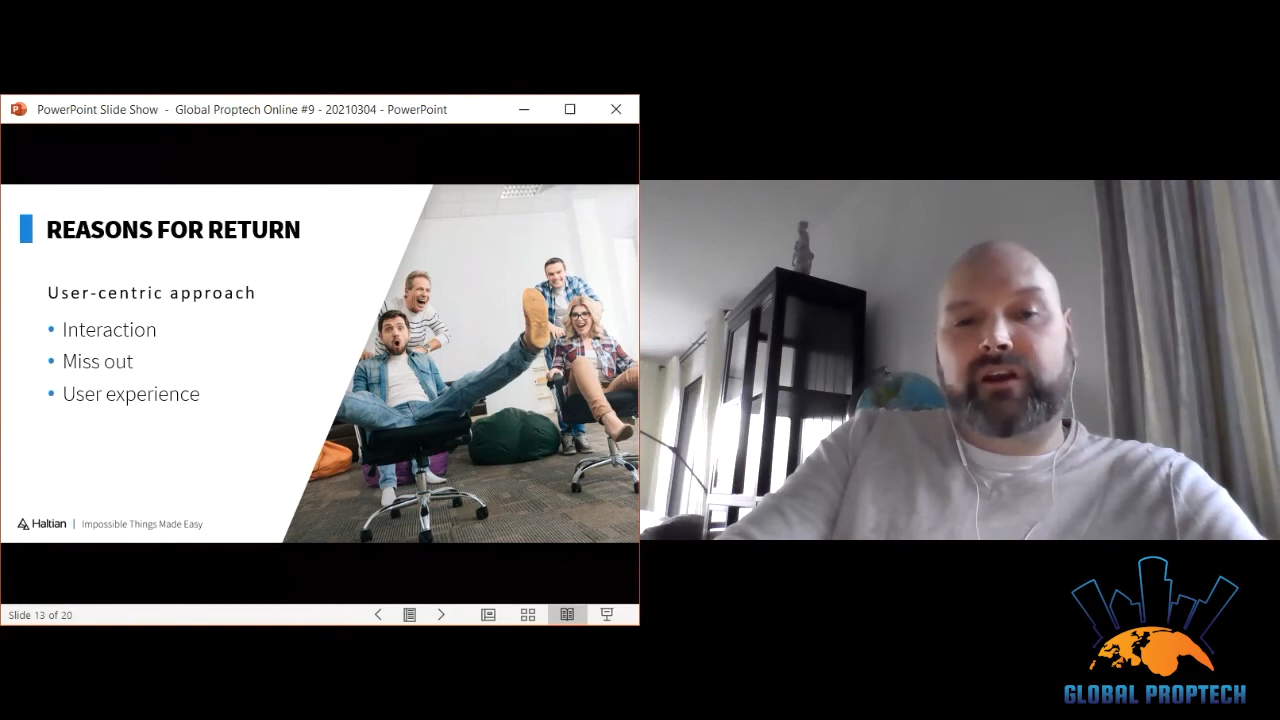 PowerPoint Slide Show - Global Proptech Online #9 - 20210304 - PowerPoint
REASONS FOR RETURN
User-centric approach
• Interaction
• Miss out
• User experience
Haltian | Impossible Things Made Easy
Slide 13 of 20
GLOBAL PROPTECH